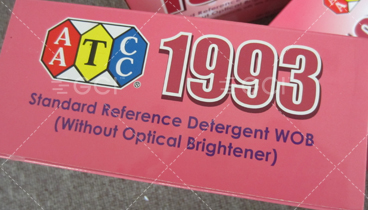 AATCC® 1993
Standard Reference Detergent WOB
(Without Optical Brightener)